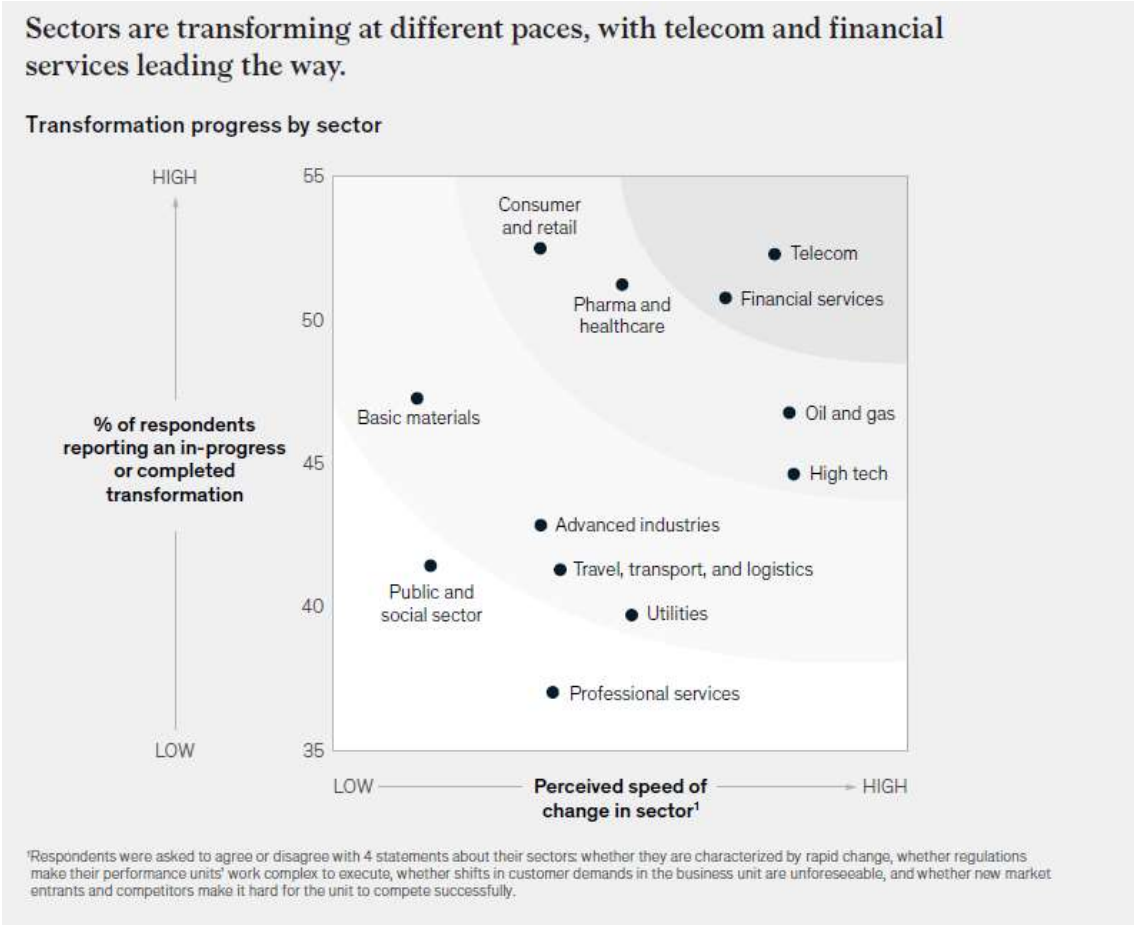 Sectors are transforming at different paces, with telecom and financial
services leading the way.
Transformation progress by sector
HIGH
% of respondents
reporting an in-progress
or completed
transformation
LOW
55
50
45
40
35
Consumer
and retail
Telecom
Pharma and
healthcare
Financial services
Basic materials
Oil and gas
High tech
Advanced industries
Travel, transport, and logistics
Public and
social sector
Utilities
Professional services
LOW
Perceived speed of
change in sector¹
HIGH
¹Respondents were asked to agree or disagree with 4 statements about their sectors: whether they are characterized by rapid change, whether regulations
make their performance units' work complex to execute, whether shifts in customer demands in the business unit are unforeseeable, and whether new market
entrants and competitors make it hard for the unit to compete successfully.